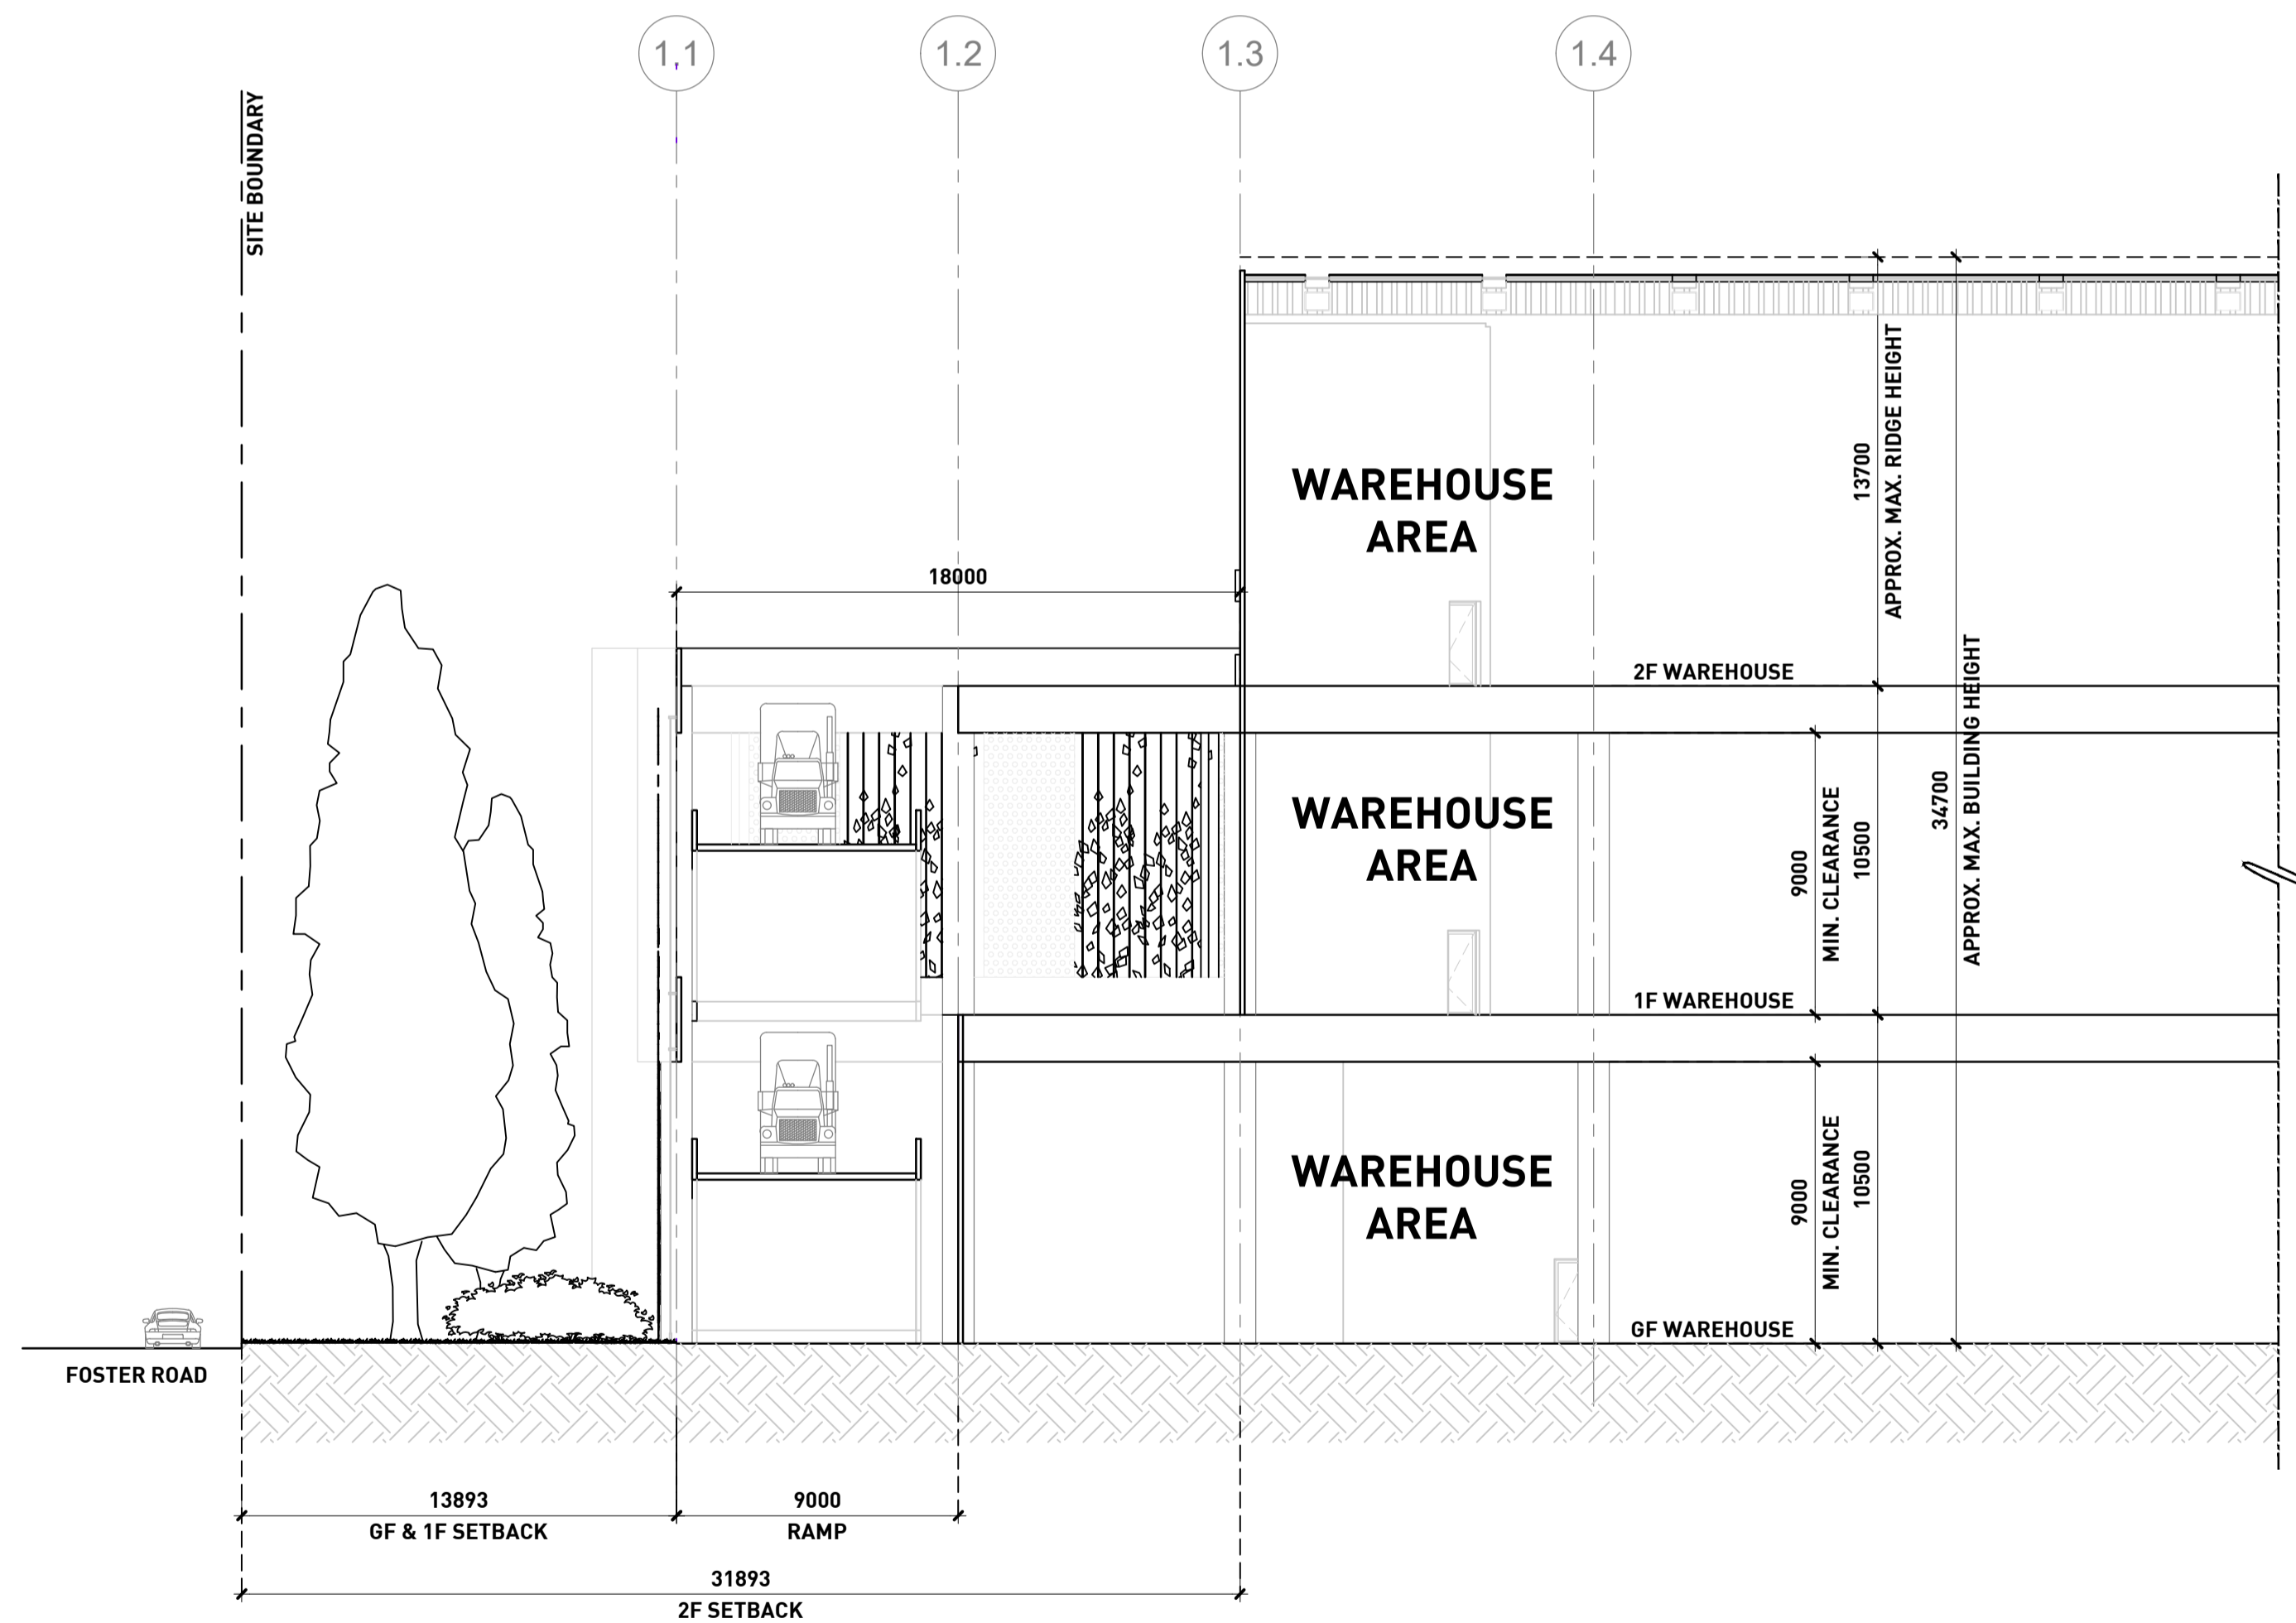 1.1
1.2
1.3
1.4
SITE BOUNDARY
18000
WAREHOUSE
AREA
13700
APPROX. MAX. RIDGE HEIGHT
2F WAREHOUSE
WAREHOUSE
AREA
9000
MIN. CLEARANCE
10500
34700
APPROX. MAX. BUILDING HEIGHT
1F WAREHOUSE
WAREHOUSE
AREA
9000
MIN. CLEARANCE
10500
GF WAREHOUSE
FOSTER ROAD
13893
GF & 1F SETBACK
9000
RAMP
31893
2F SETBACK